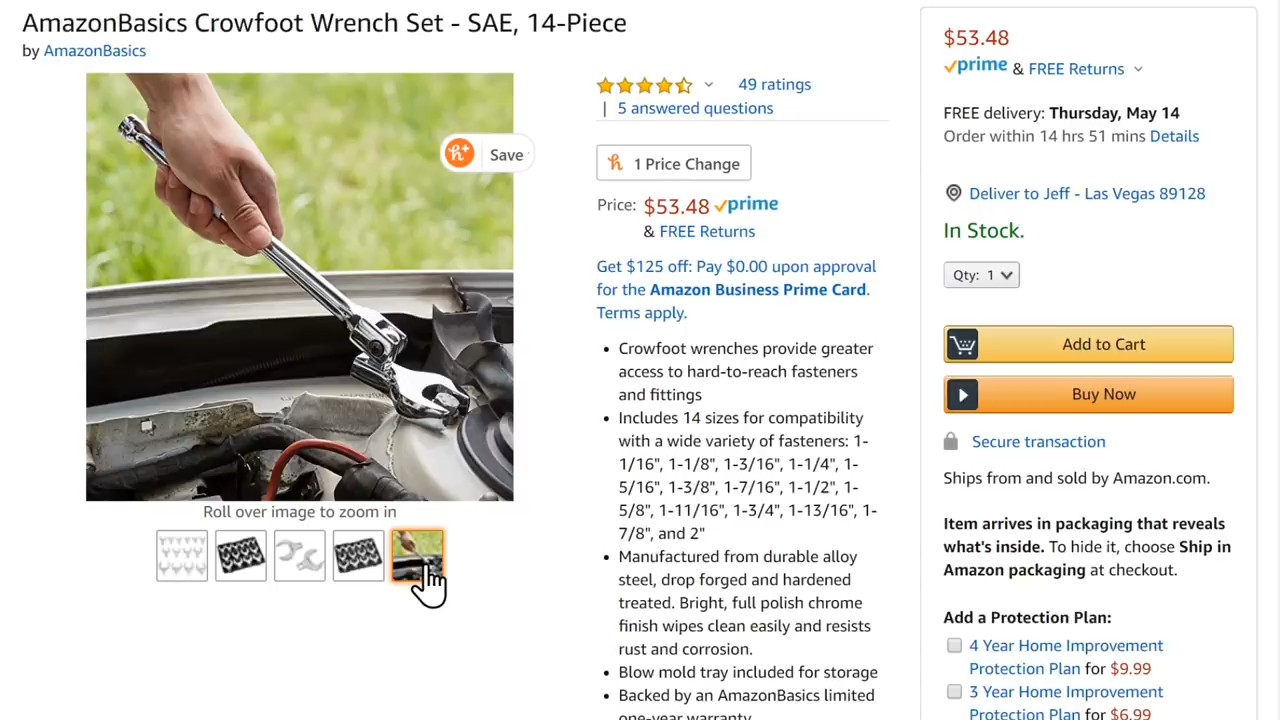 AmazonBasics Crowfoot Wrench Set - SAE, 14-Piece
by AmazonBasics
Save
Roll over image to zoom in
49 ratings
| 5 answered questions
1 Price Change
Price: $53.48 prime
& FREE Returns
Get $125 off: Pay $0.00 upon approval
for the Amazon Business Prime Card.
Terms apply.
• Crowfoot wrenches provide greater
access to hard-to-reach fasteners
and fittings
• Includes 14 sizes for compatibility
with a wide variety of fasteners: 1-
1/16", 1-1/8", 1-3/16", 1-1/4", 1-
5/16", 1-3/8", 1-7/16", 1-1/2", 1-
5/8", 1-11/16", 1-3/4", 1-13/16", 1-
7/8", and 2"
• Manufactured from durable alloy
steel, drop forged and hardened
treated. Bright, full polish chrome
finish wipes clean easily and resists
rust and corrosion.
• Blow mold tray included for storage
• Backed by an AmazonBasics limited
one-year warranty
$53.48
prime & FREE Returns
FREE delivery: Thursday, May 14
Order within 14 hrs 51 mins Details
Deliver to Jeff - Las Vegas 89128
In Stock.
Qty: 1
Add to Cart
Buy Now
Secure transaction
Ships from and sold by Amazon.com.
Item arrives in packaging that reveals
what's inside. To hide it, choose Ship in
Amazon packaging at checkout.
Add a Protection Plan:
4 Year Home Improvement
Protection Plan for $9.99
3 Year Home Improvement
Protection Plan for $6.99